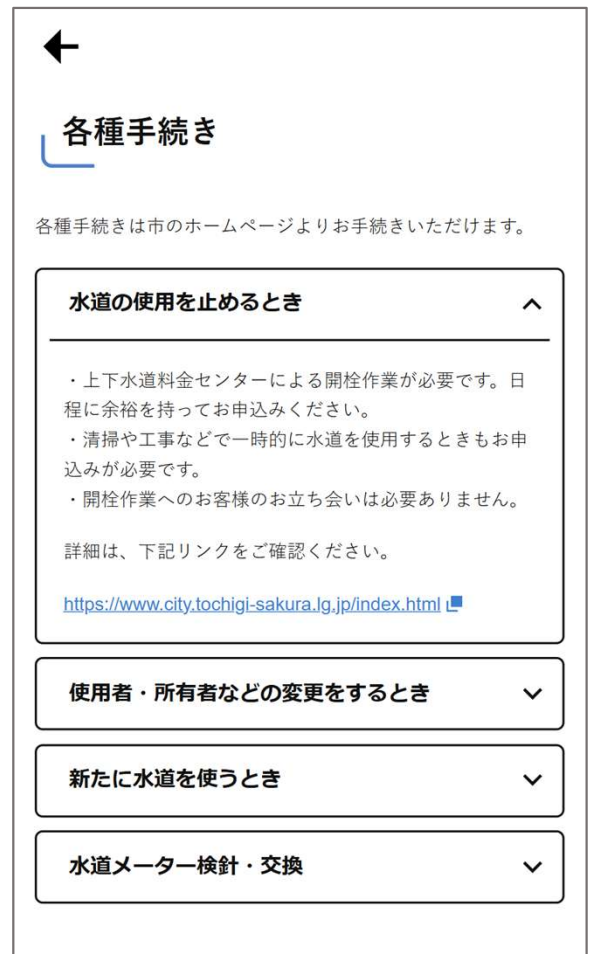 各種手続き
各種手続きは市のホームページよりお手続きいただけます。
水道の使用を止めるとき
・上下水道料金センターによる開栓作業が必要です。日
程に余裕を持ってお申込みください。
・清掃や工事などで一時的に水道を使用するときもお申
込みが必要です。
・開栓作業へのお客様のお立ち会いは必要ありません。
詳細は、下記リンクをご確認ください。
https://www.city.tochigi-sakura.lg.jp/index.html
使用者・所有者などの変更をするとき
新たに水道を使うとき
水道メーター検針・交換